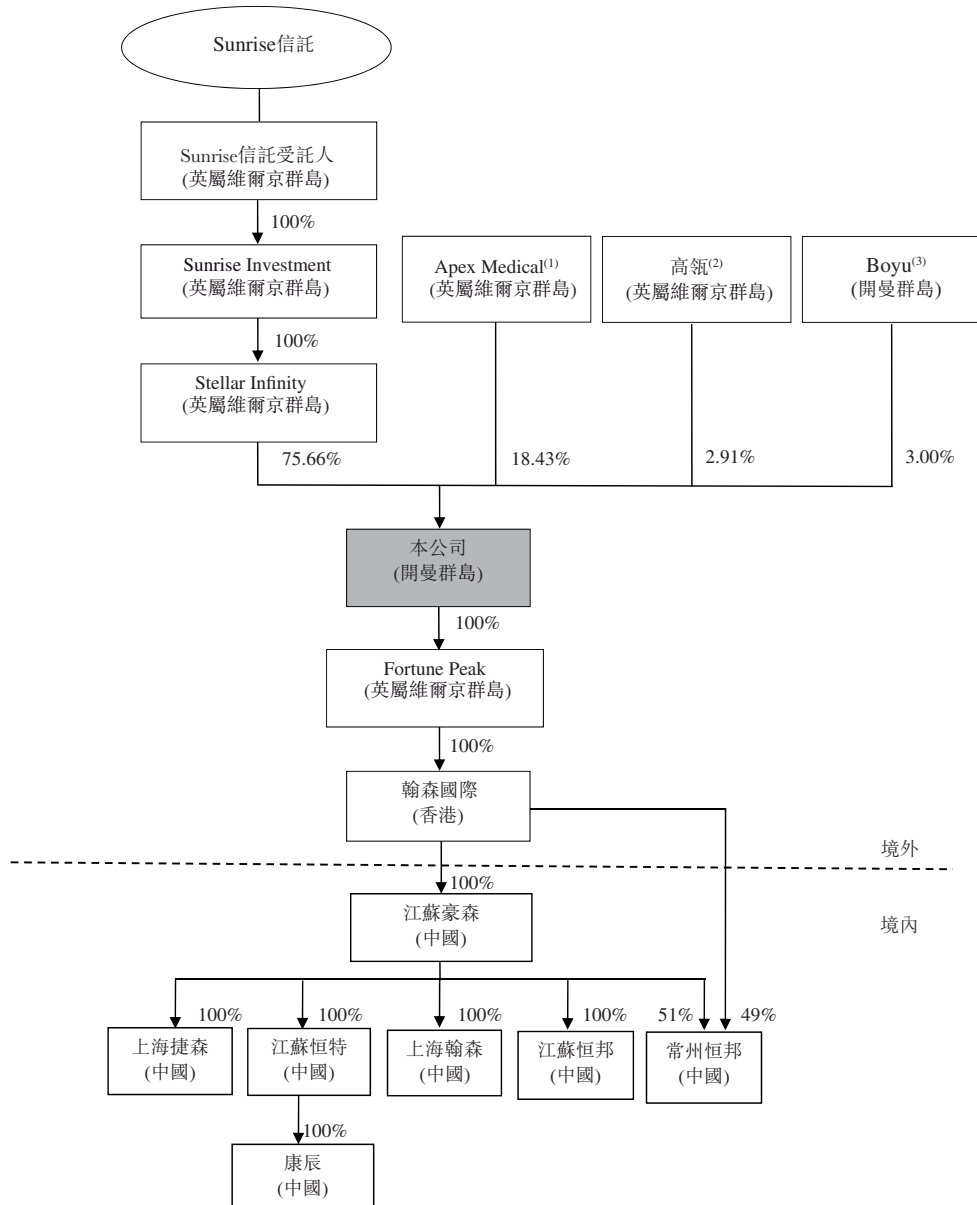 Sunrise信託
Sunrise信託受託人
(英屬維爾京群島)
100%
Sunrise Investment
(英屬維爾京群島)
Apex Medical(1)
(英屬維爾京群島)
高瓴(2)
(英屬維爾京群島)
Boyu(3)
(開曼群島)
100%
Stellar Infinity
(英屬維爾京群島)
75.66%
18.43%
2.91%
3.00%
本公司
(開曼群島)
100%
Fortune Peak
(英屬維爾京群島)
100%
翰森國際
(香港)
境外
100%
境內
江蘇豪森
(中國)
100%
100%
100%
100%
51%
49%
上海捷森
(中國)
江蘇恒特
(中國)
上海翰森
(中國)
江蘇恒邦
(中國)
常州恒邦
(中國)
100%
康辰
(中國)